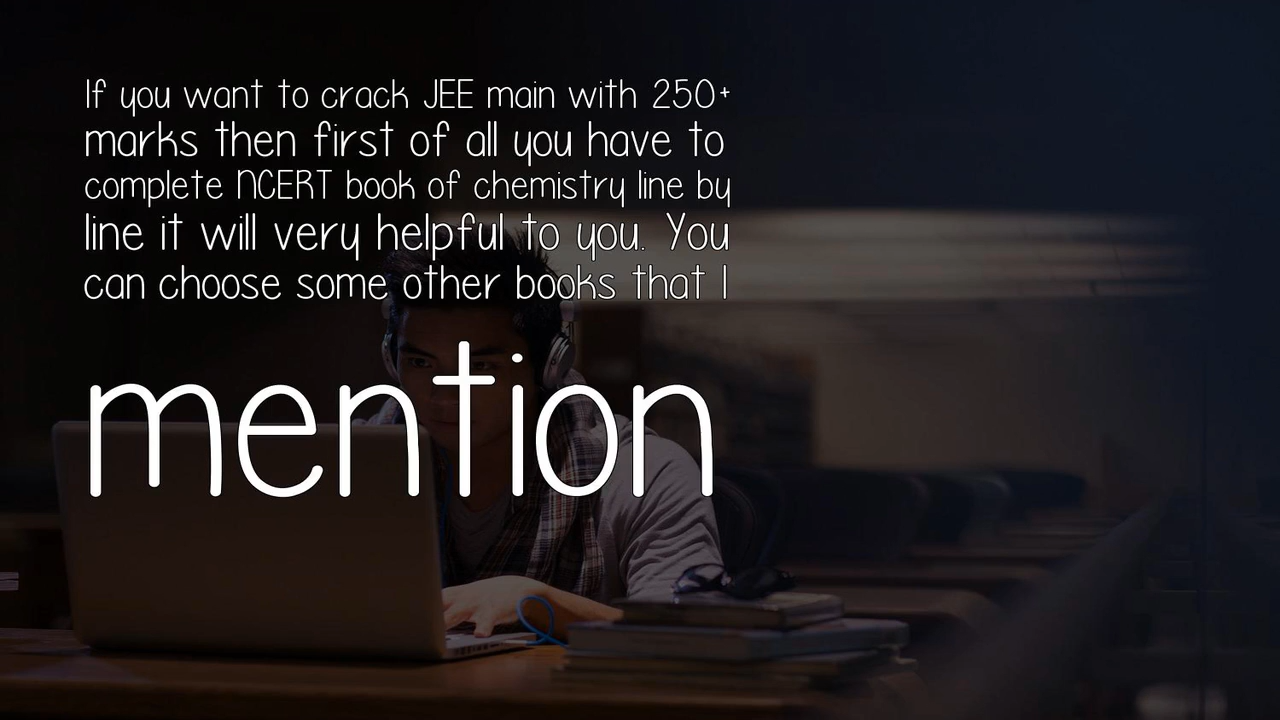 If you want to crack JEE main with 250+
marks then first of all you have to
complete NCERT book of chemistry line by
line it will very helpful to you. You
can choose some other books that I
mention